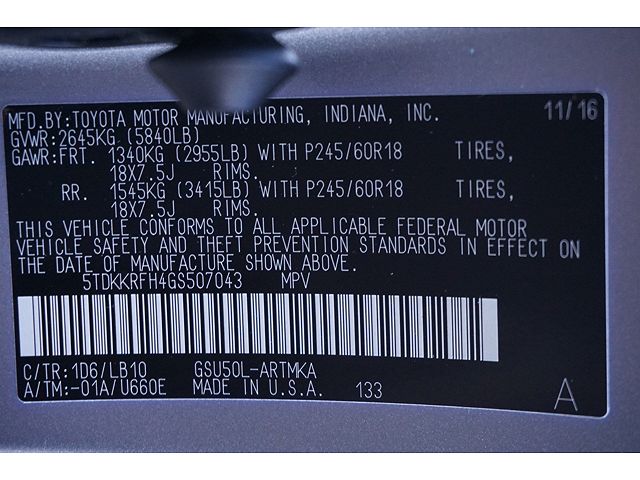 MFD.BY:TOYOTA MOTOR MANUFACTURING, INDIANA, INC. 11/16
GVWR:2645KG (5840LB)
GAWR:FRT. 1340KG (2955LB) WITH P245/60R18 TIRES,
18X7.5J RIMS.
RR. 1545KG (3415LB) WITH P245/60R18 TIRES,
18X7.5J RIMS.
THIS VEHICLE CONFORMS TO ALL APPLICABLE FEDERAL MOTOR
VEHICLE SAFETY AND THEFT PREVENTION STANDARDS IN EFFECT ON
THE DATE OF MANUFACTURE SHOWN ABOVE.
5TDKKRFH4GS507043 MPV
C/TR:1D6/LB10 GSU50L-ARTMKA
A/TM:-01A/U660E MADE IN U.S.A. 133 A